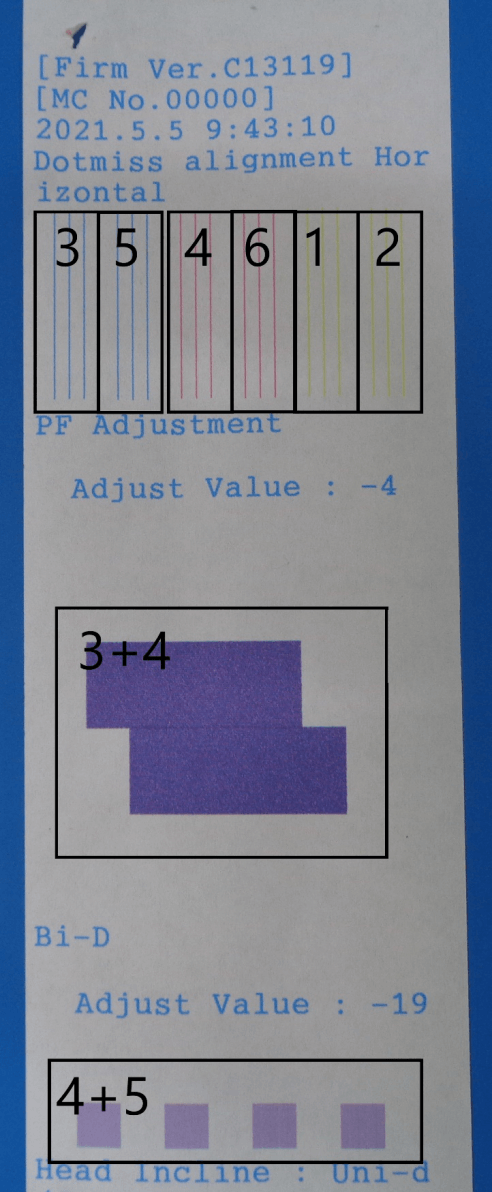 [Firm Ver.C13119]
[MC No.00000]
2021.5.5 9:43:10
Dotmiss alignment Hor
izontal
3 5 4 6 1 2
PF Adjustment
Adjust Value : -4
3+4
Bi-D
Adjust Value : -19
4+5
Head Incline : Uni-d